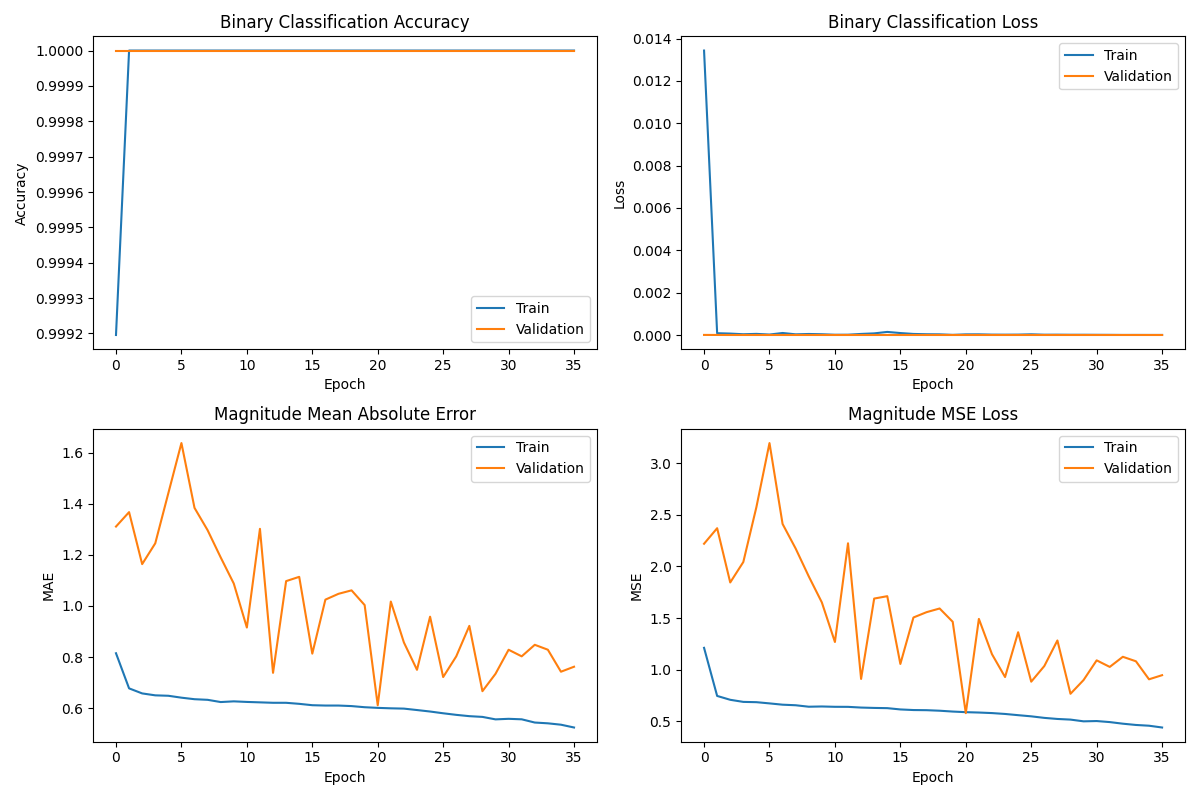 Binary Classification Accuracy
1.0000
0.9999
0.9998
0.9997
0.9996
0.9995
0.9994
0.9993
0.9992
Accuracy
Train
Validation
0 5 10 15 20 25 30 35
Epoch
Binary Classification Loss
0.014
0.012
0.010
0.008
0.006
0.004
0.002
0.000
Loss
Train
Validation
0 5 10 15 20 25 30 35
Epoch
Magnitude Mean Absolute Error
1.6
1.4
1.2
1.0
0.8
0.6
MAE
Train
Validation
0 5 10 15 20 25 30 35
Epoch
Magnitude MSE Loss
3.0
2.5
2.0
1.5
1.0
0.5
MSE
Train
Validation
0 5 10 15 20 25 30 35
Epoch